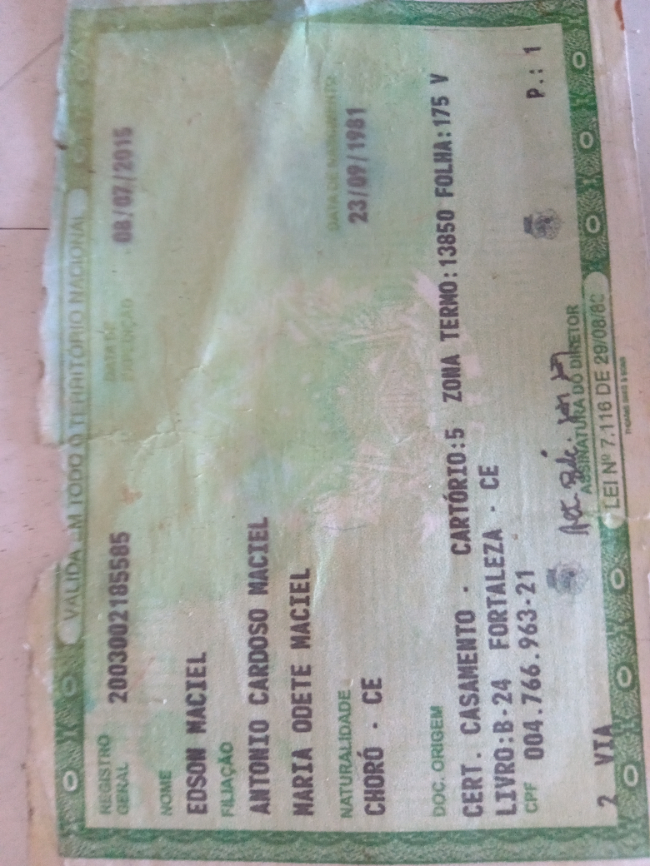 VÁLIDA EM TODO O TERRITÓRIO NACIONAL
REGISTRO GERAL 2003002185585 DATA DE EXPEDIÇÃO 08/07/2015
NOME
EDSON MACIEL
FILIAÇÃO
ANTONIO CARDOSO MACIEL
MARIA ODETE MACIEL
NATURALIDADE DATA DE NASCIMENTO
CHORÓ - CE 23/09/1981
DOC. ORIGEM
CERT. CASAMENTO - CARTÓRIO:5 ZONA TERMO:13850 FOLHA:175 V
LIVRO:B-24 FORTALEZA - CE
CPF 004.766.963-21
2 VIA P.: 1
ASSINATURA DO DIRETOR
LEI Nº 7.116 DE 29/08/83